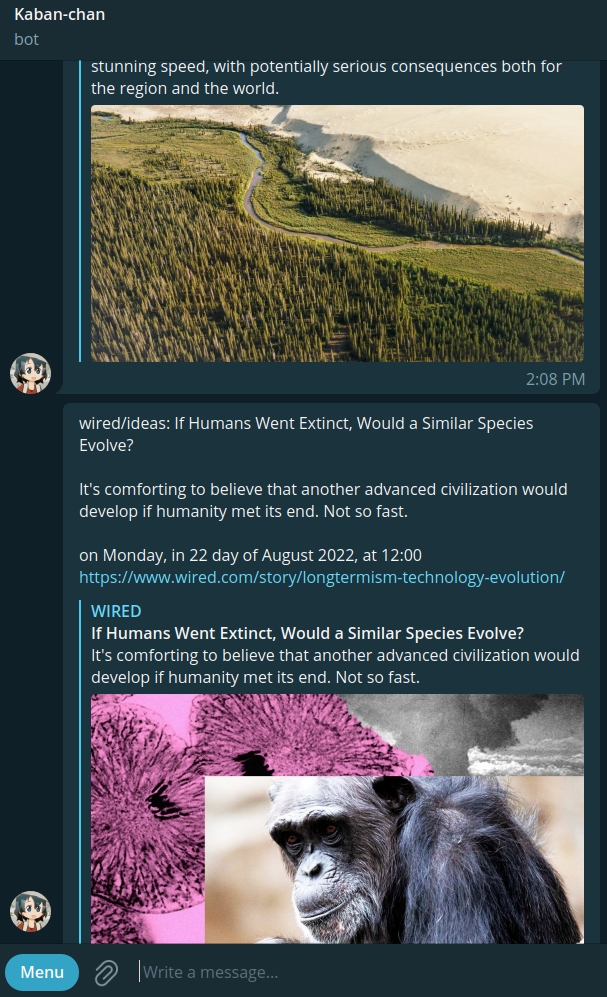 Kaban-chan
bot
stunning speed, with potentially serious consequences both for
the region and the world.
2:08 PM
wired/ideas: If Humans Went Extinct, Would a Similar Species
Evolve?
It's comforting to believe that another advanced civilization would
develop if humanity met its end. Not so fast.
on Monday, in 22 day of August 2022, at 12:00
https://www.wired.com/story/longtermism-technology-evolution/
WIRED
If Humans Went Extinct, Would a Similar Species Evolve?
It's comforting to believe that another advanced civilization would
develop if humanity met its end. Not so fast.
Menu
Write a message...